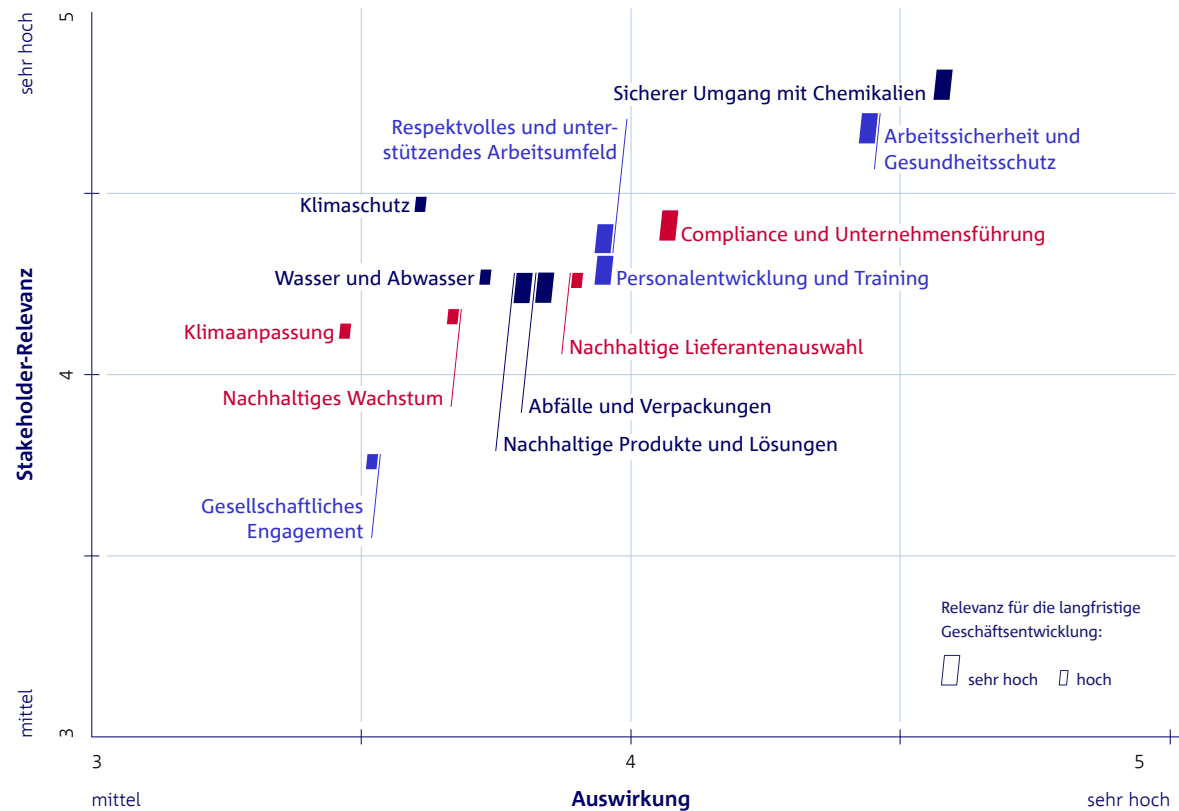 5
sehr hoch
Sicherer Umgang mit Chemikalien
Respektvolles und unter-
stützendes Arbeitsumfeld
Arbeitssicherheit und
Gesundheitsschutz
Klimaschutz
Compliance und Unternehmensführung
Wasser und Abwasser
Personalentwicklung und Training
Klimaanpassung
Nachhaltige Lieferantenauswahl
Stakeholder-Relevanz
4
Nachhaltiges Wachstum
Abfälle und Verpackungen
Nachhaltige Produkte und Lösungen
Gesellschaftliches
Engagement
Relevanz für die langfristige
Geschäftsentwicklung:
sehr hoch
hoch
mittel
3
3
4
5
mittel
Auswirkung
sehr hoch